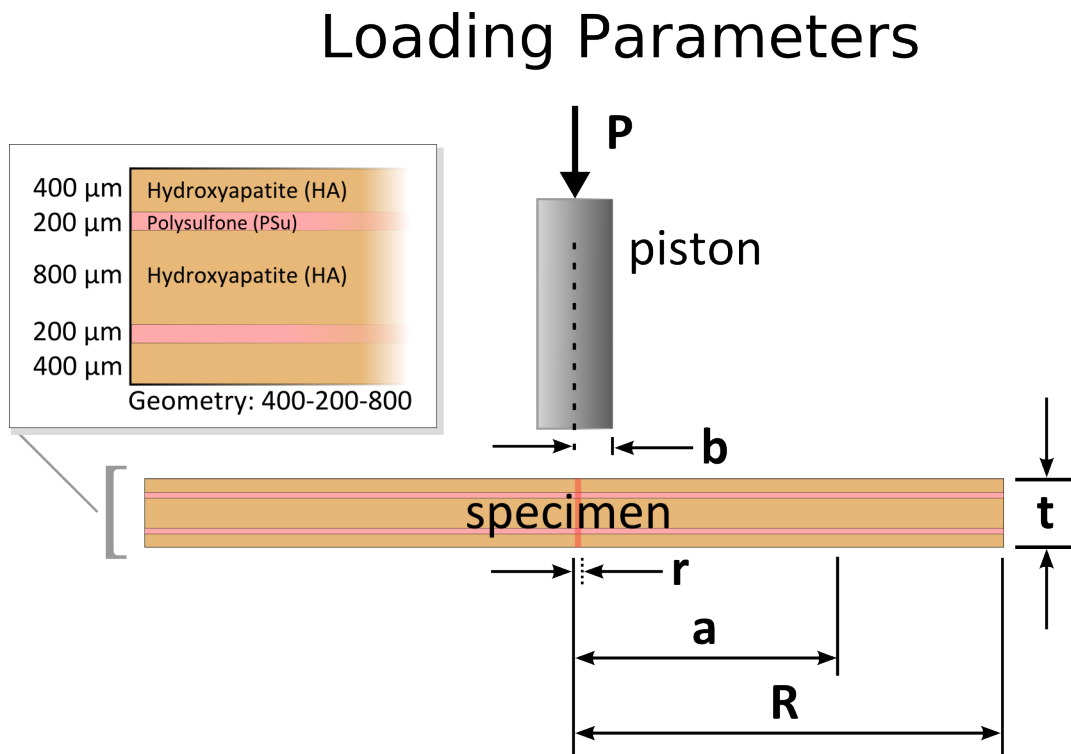 Loading Parameters
P
400 µm
Hydroxyapatite (HA)
200 µm
Polysulfone (PSu)
800 µm
Hydroxyapatite (HA)
200 µm
400 µm
Geometry: 400-200-800
piston
b
specimen
t
r
a
R